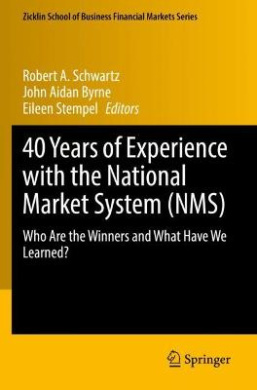 Zicklin School of Business Financial Markets Series
Robert A. Schwartz
John Aidan Byrne
Eileen Stempel Editors
40 Years of Experience
with the National
Market System (NMS)
Who Are the Winners and What Have We
Learned?
Springer